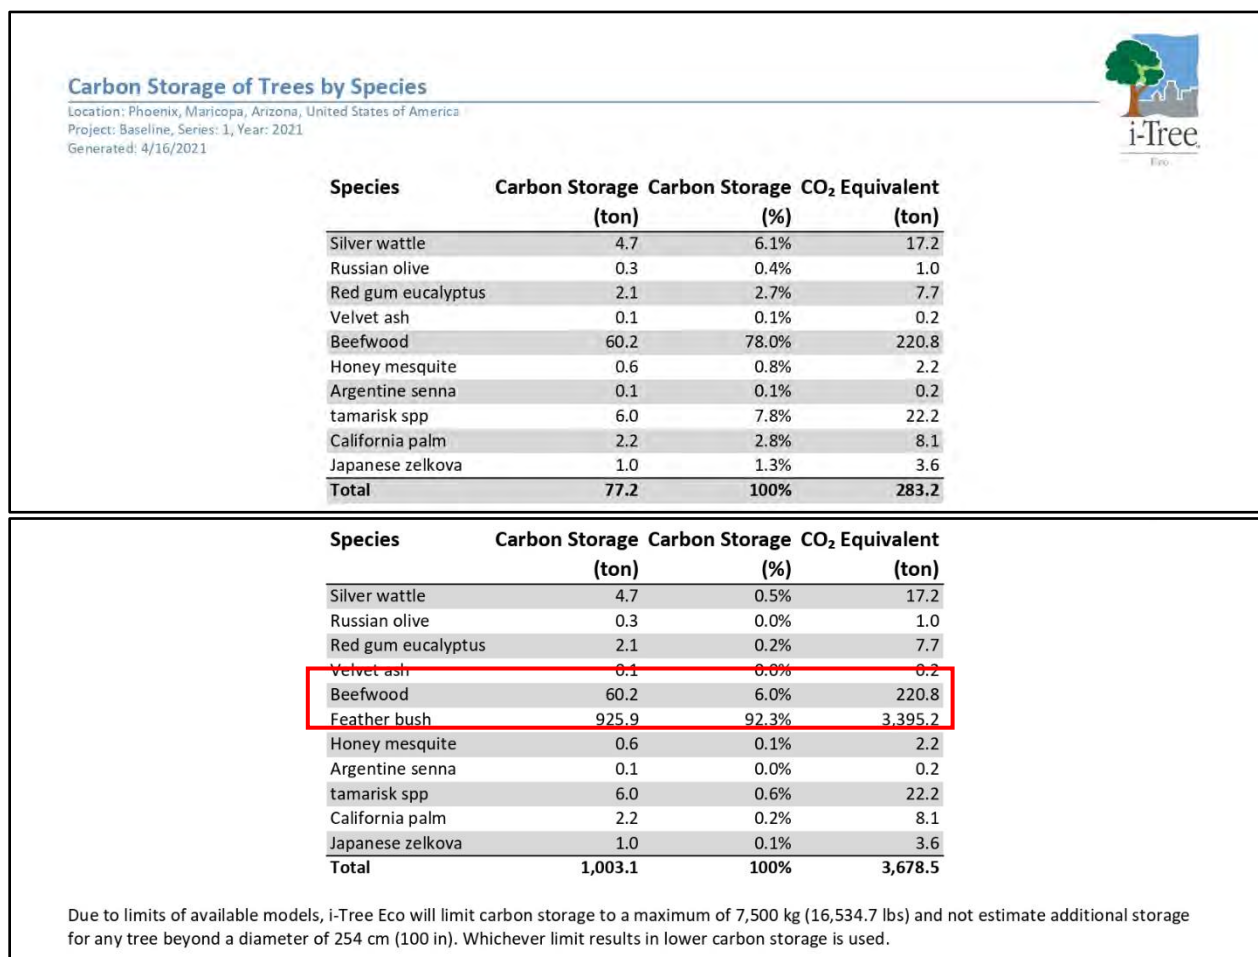 Carbon Storage of Trees by Species
Location: Phoenix, Maricopa, Arizona, United States of America
Project: Baseline, Series: 1, Year: 2021
Generated: 4/16/2021
i-Tree
Eco
Species Carbon Storage Carbon Storage CO₂ Equivalent
(ton) (%) (ton)
Silver wattle 4.7 6.1% 17.2
Russian olive 0.3 0.4% 1.0
Red gum eucalyptus 2.1 2.7% 7.7
Velvet ash 0.1 0.1% 0.2
Beefwood 60.2 78.0% 220.8
Honey mesquite 0.6 0.8% 2.2
Argentine senna 0.1 0.1% 0.2
tamarisk spp 6.0 7.8% 22.2
California palm 2.2 2.8% 8.1
Japanese zelkova 1.0 1.3% 3.6
Total 77.2 100% 283.2
Species Carbon Storage Carbon Storage CO₂ Equivalent
(ton) (%) (ton)
Silver wattle 4.7 0.5% 17.2
Russian olive 0.3 0.0% 1.0
Red gum eucalyptus 2.1 0.2% 7.7
Velvet ash 0.1 0.0% 0.2
Beefwood 60.2 6.0% 220.8
Feather bush 925.9 92.3% 3,395.2
Honey mesquite 0.6 0.1% 2.2
Argentine senna 0.1 0.0% 0.2
tamarisk spp 6.0 0.6% 22.2
California palm 2.2 0.2% 8.1
Japanese zelkova 1.0 0.1% 3.6
Total 1,003.1 100% 3,678.5
Due to limits of available models, i-Tree Eco will limit carbon storage to a maximum of 7,500 kg (16,534.7 lbs) and not estimate additional storage
for any tree beyond a diameter of 254 cm (100 in). Whichever limit results in lower carbon storage is used.